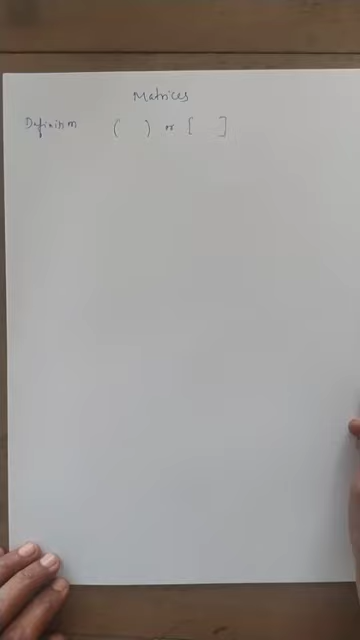 Matrices
Definition ( ) or [ ]